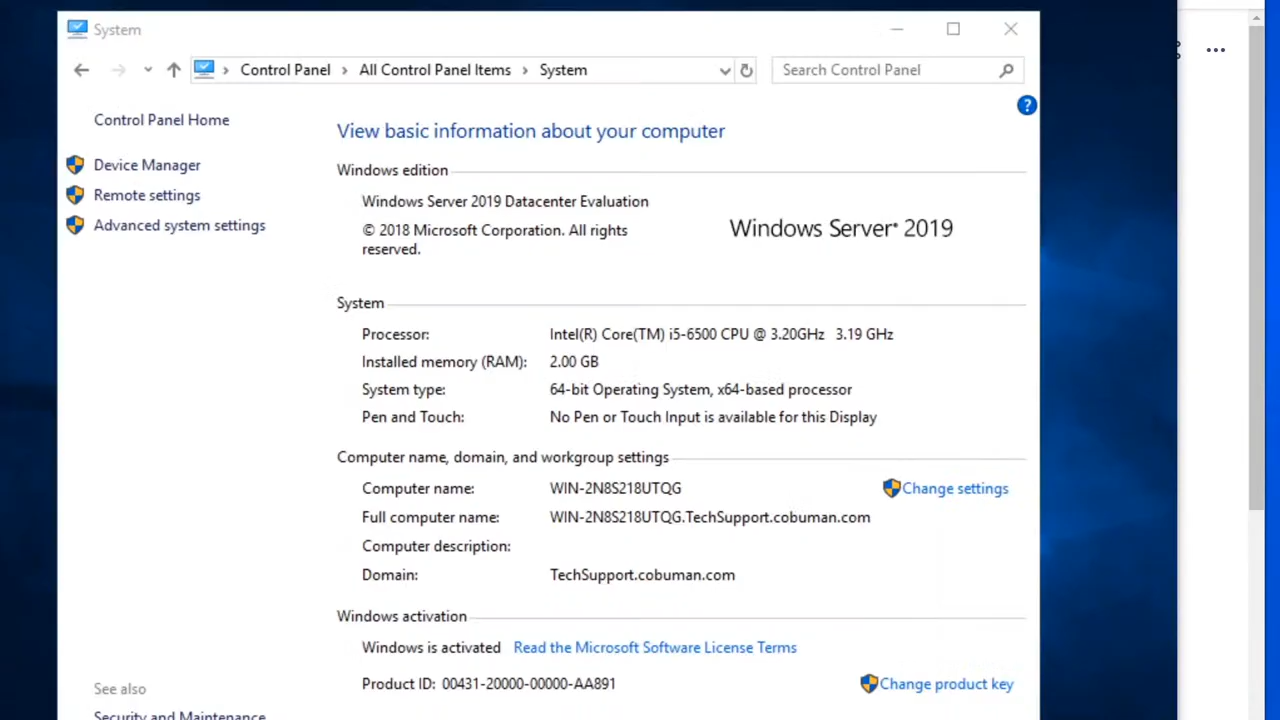 System
Control Panel > All Control Panel Items > System
Search Control Panel
Control Panel Home
Device Manager
Remote settings
Advanced system settings
?
View basic information about your computer
Windows edition
Windows Server 2019 Datacenter Evaluation
© 2018 Microsoft Corporation. All rights
reserved.
Windows Server® 2019
System
Processor: Intel(R) Core(TM) i5-6500 CPU @ 3.20GHz 3.19 GHz
Installed memory (RAM): 2.00 GB
System type: 64-bit Operating System, x64-based processor
Pen and Touch: No Pen or Touch Input is available for this Display
Computer name, domain, and workgroup settings
Computer name: WIN-2N8S218UTQG
Change settings
Full computer name: WIN-2N8S218UTQG.TechSupport.cobuman.com
Computer description:
Domain: TechSupport.cobuman.com
Windows activation
Windows is activated Read the Microsoft Software License Terms
Product ID: 00431-20000-00000-AA891
Change product key
See also
Security and Maintenance